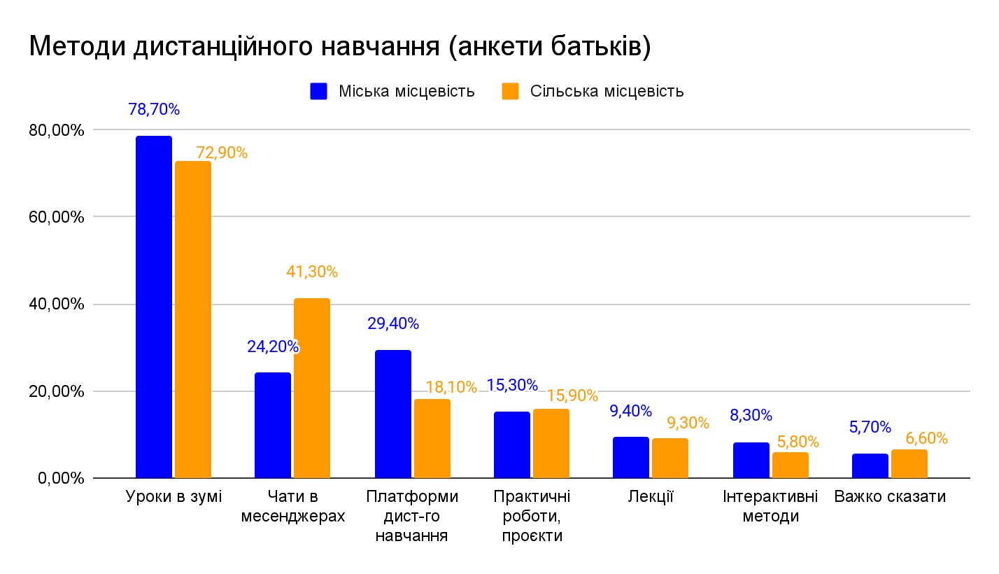 Методи дистанційного навчання (анкети батьків)
Міська місцевість
Сільська місцевість
80,00%
60,00%
40,00%
20,00%
0,00%
78,70%
72,90%
24,20%
41,30%
29,40%
18,10%
15,30%
15,90%
9,40%
9,30%
8,30%
5,80%
5,70%
6,60%
Уроки в зумі
Чати в
месенджерах
Платформи
дист-го
навчання
Практичні
роботи,
проєкти
Лекції
Інтерактивні
методи
Важко сказати